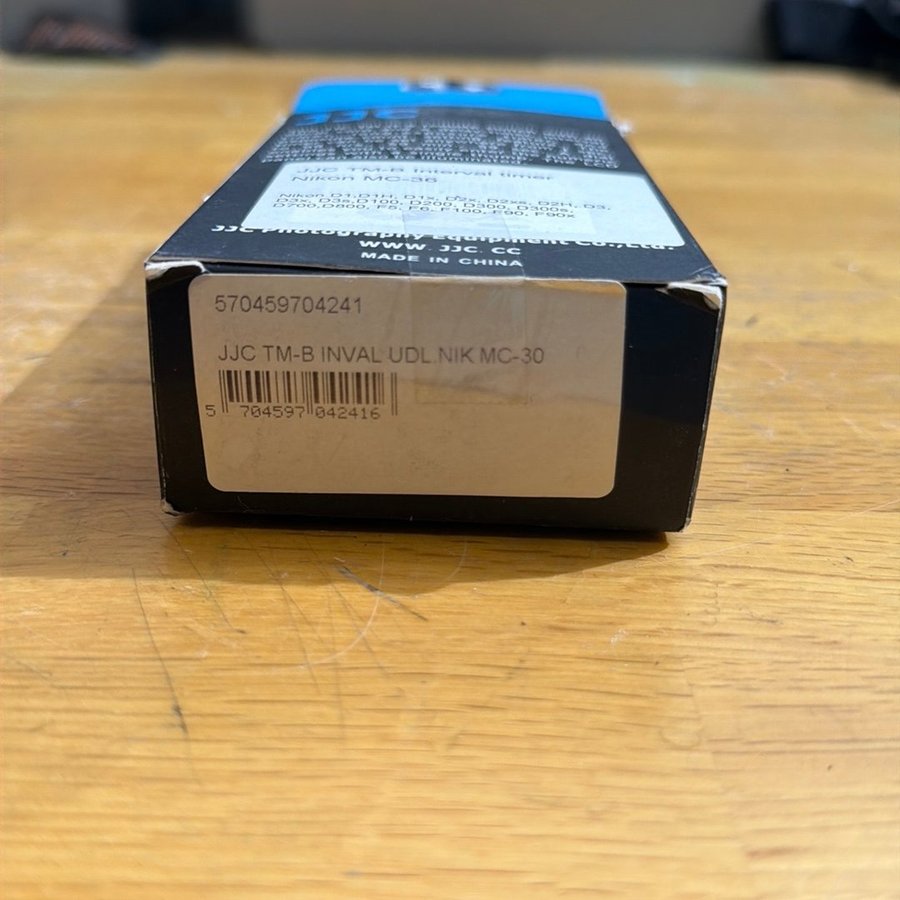 JJC
JJC TM-B Interval timer
Nikon MC-36
Nikon D1,D1H, D1x, D2x, D2xs, D2H, D3,
D3x, D3s,D100, D200, D300, D300s,
D700,D800, F5, F6, F100, F90, F90x
JJC Photography Equipment Co.,Ltd.
WWW. JJC. CC
MADE IN CHINA
570459704241
JJC TM-B INVAL UDL.NIK MC-30
5 704597 042416